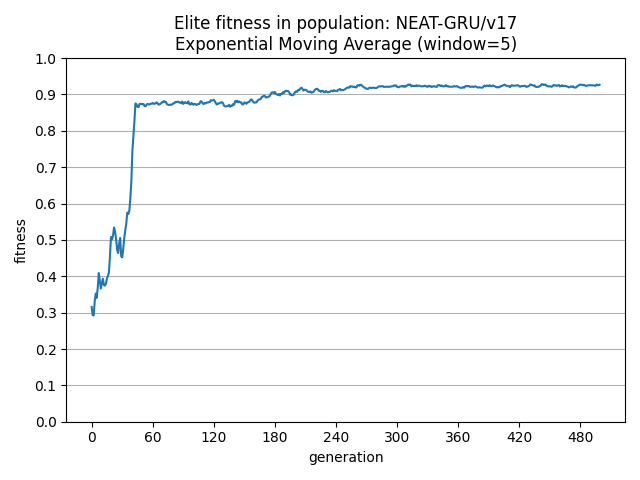 Elite fitness in population: NEAT-GRU/v17
Exponential Moving Average (window=5)
1.0
0.9
0.8
0.7
0.6
0.5
0.4
0.3
0.2
0.1
0.0
fitness
0 60 120 180 240 300 360 420 480
generation